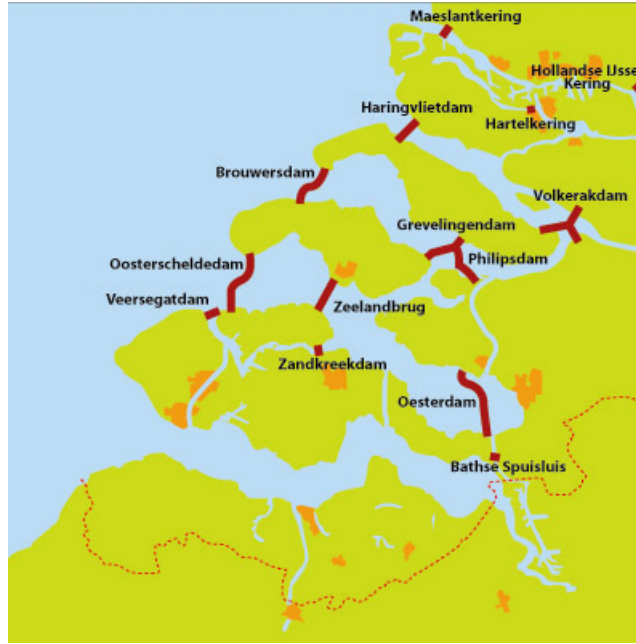 Maeslantkering
Hollandse IJsse
Kering
Haringvlietdam
Hartelkering
Brouwersdam
Volkerakdam
Grevelingendam
Philipsdam
Oosterscheldedam
Veersegatdam
Zeelandbrug
Zandkreekdam
Oesterdam
Bathse Spuisluis